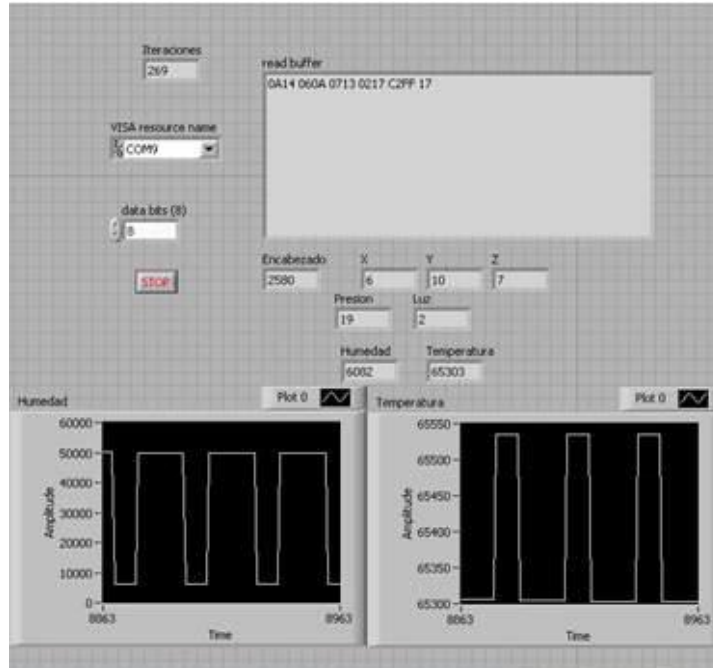 Iteraciones
269
read buffer
0A14 060A 0713 0217 C2FF 17
VISA resource name
COM9
data bits (8)
8
STOP
Encabezado X Y Z
2580 6 10 7
Presion Luz
19 2
Humedad Temperatura
6082 65303
Humedad Plot 0
60000
50000
40000
30000
20000
10000
0
Amplitude
8863 8963
Time
Temperatura Plot 0
65550
65500
65450
65400
65350
65300
Amplitude
8863 8963
Time